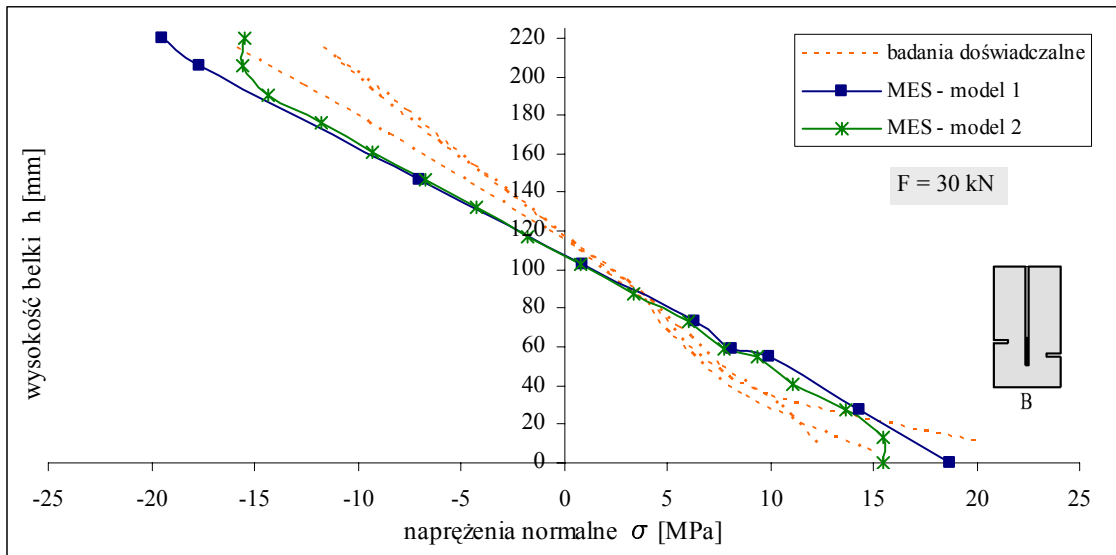 220
200
180
160
140
120
100
80
60
40
20
0
wysokość belki h [mm]
badania doświadczalne
MES - model 1
MES - model 2
F = 30 kN
B
-25 -20 -15 -10 -5 0 5 10 15 20 25
naprężenia normalne σ [MPa]